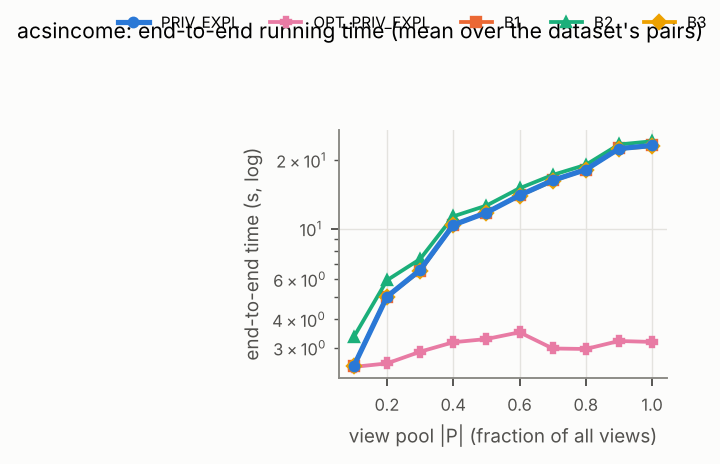 PRIV_EXPL OPT_PRIV_EXPL B1 B2 B3
acsincome: end-to-end running time (mean over the dataset's pairs)
end-to-end time (s, log)
2 × 10¹
10¹
6 × 10⁰
4 × 10⁰
3 × 10⁰
0.2 0.4 0.6 0.8 1.0
view pool |P| (fraction of all views)